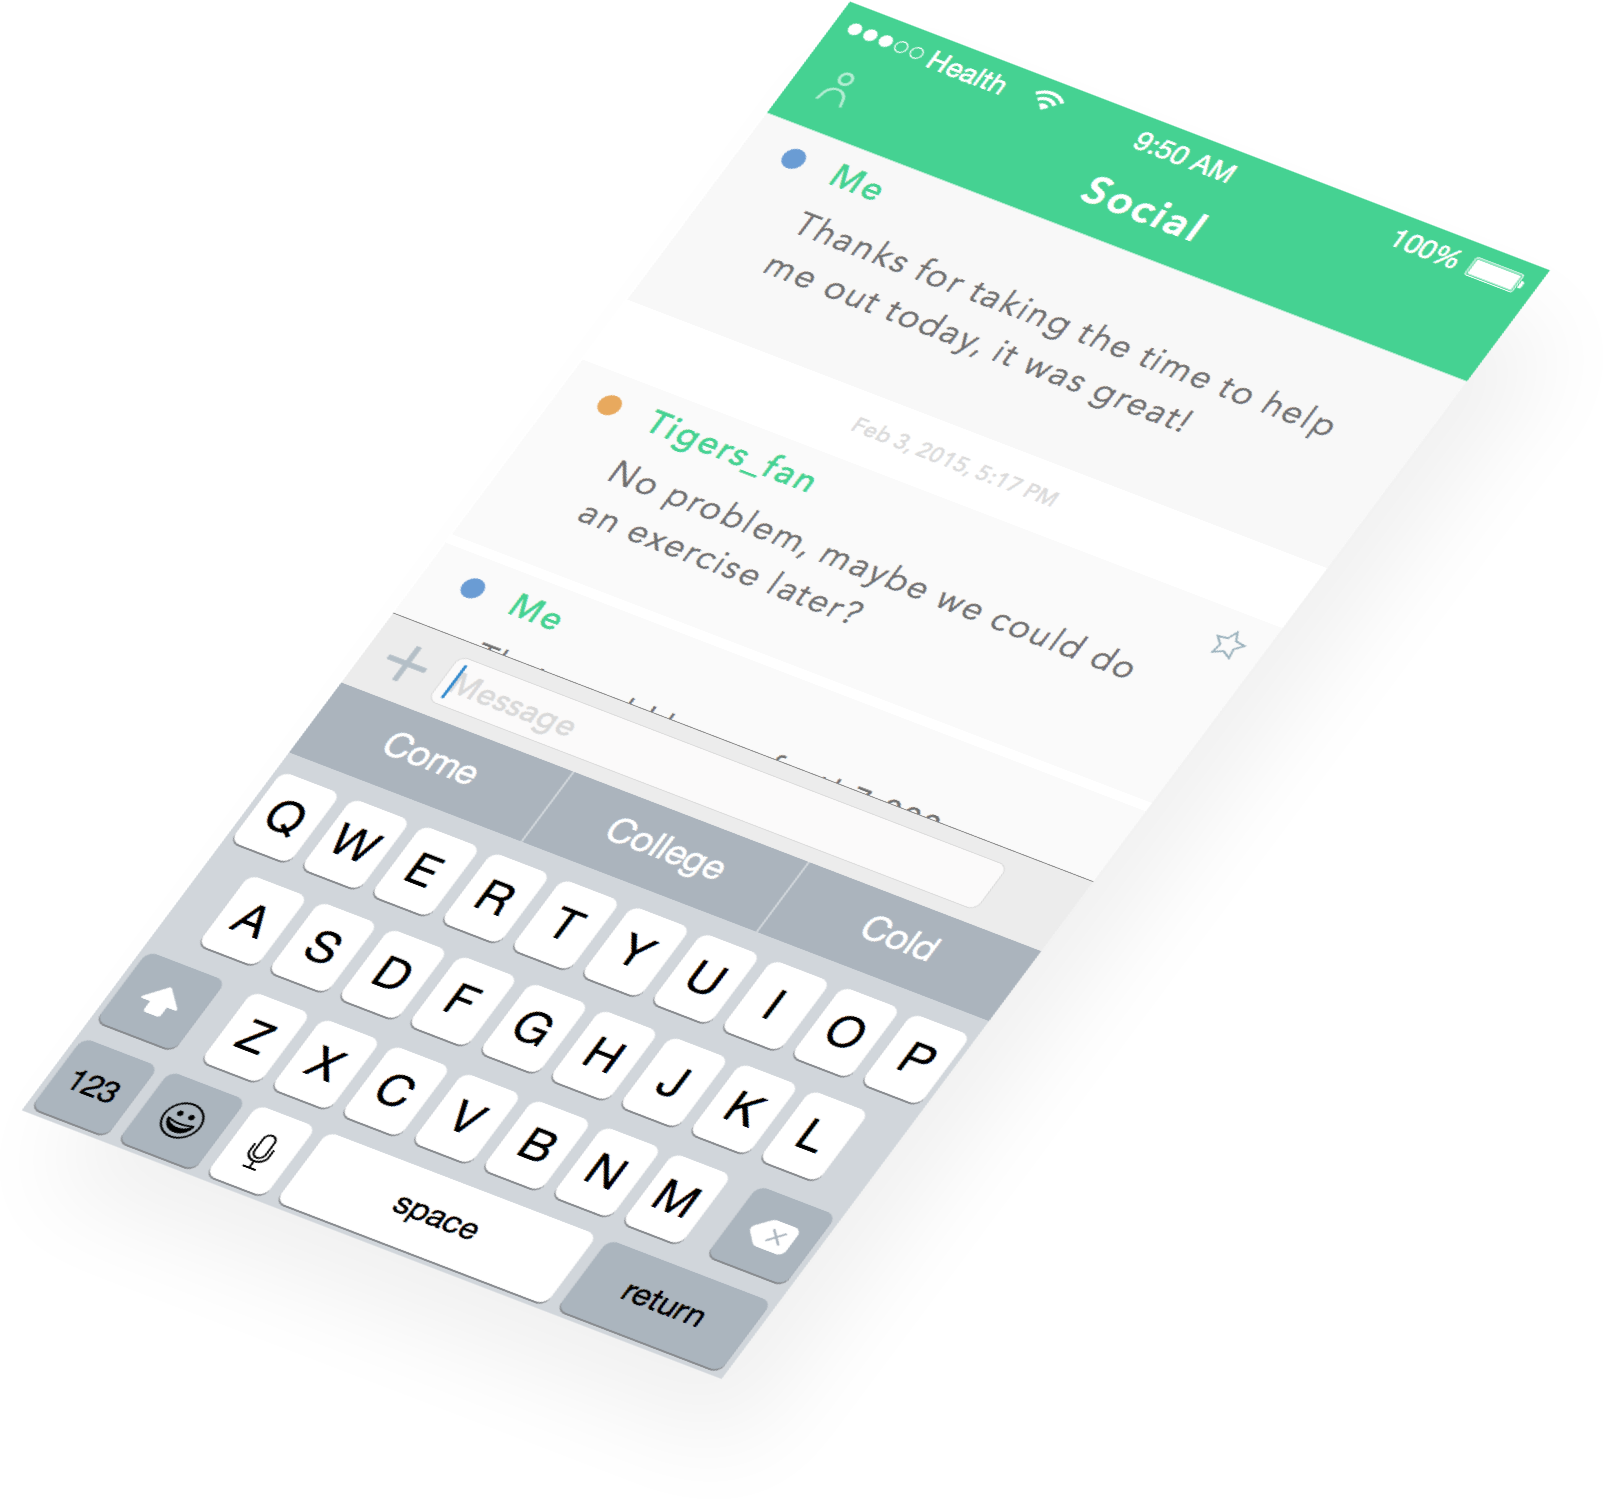 Health
9:50 AM
100%
Social
Me
Thanks for taking the time to help
me out today, it was great!
Feb 3, 2015, 5:17 PM
Tigers_fan
No problem, maybe we could do
an exercise later?
Me
Message
Come College Cold
Q W E R T Y U I O P
A S D F G H J K L
Z X C V B N M
123 space return